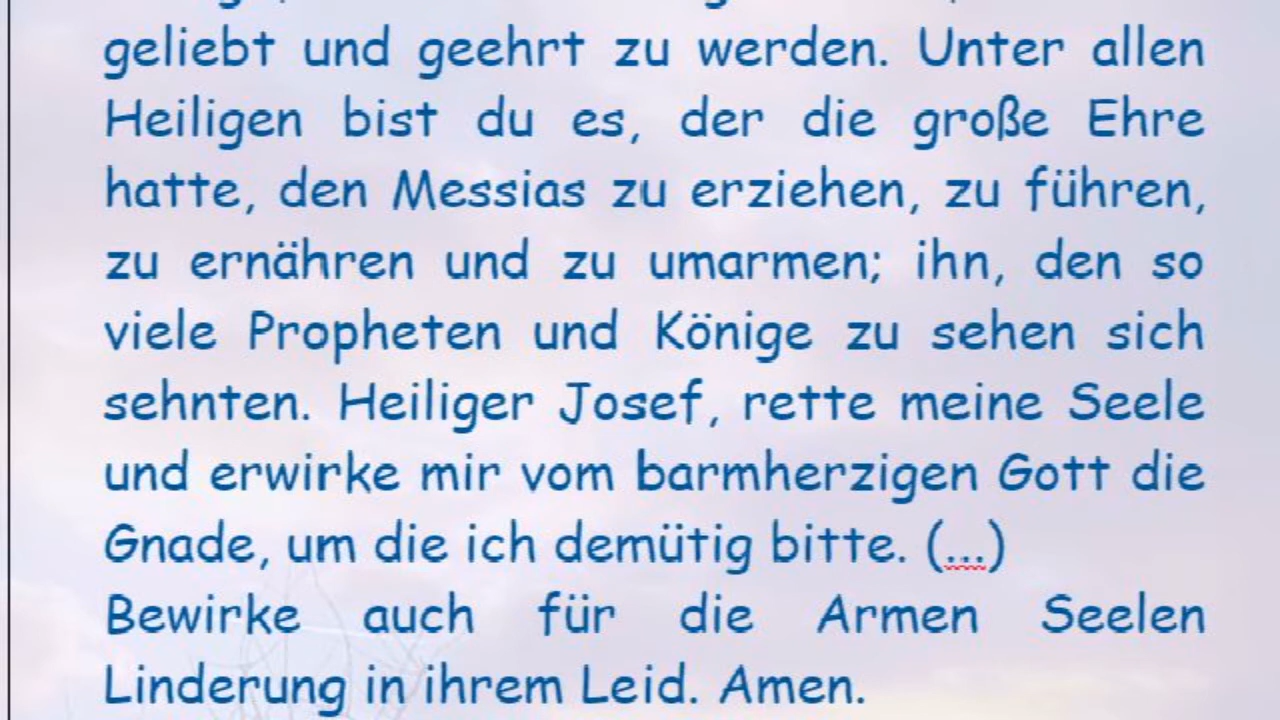 geliebt und geehrt zu werden. Unter allen
Heiligen bist du es, der die große Ehre
hatte, den Messias zu erziehen, zu führen,
zu ernähren und zu umarmen; ihn, den so
viele Propheten und Könige zu sehen sich
sehnten. Heiliger Josef, rette meine Seele
und erwirke mir vom barmherzigen Gott die
Gnade, um die ich demütig bitte. (...)
Bewirke auch für die Armen Seelen
Linderung in ihrem Leid. Amen.